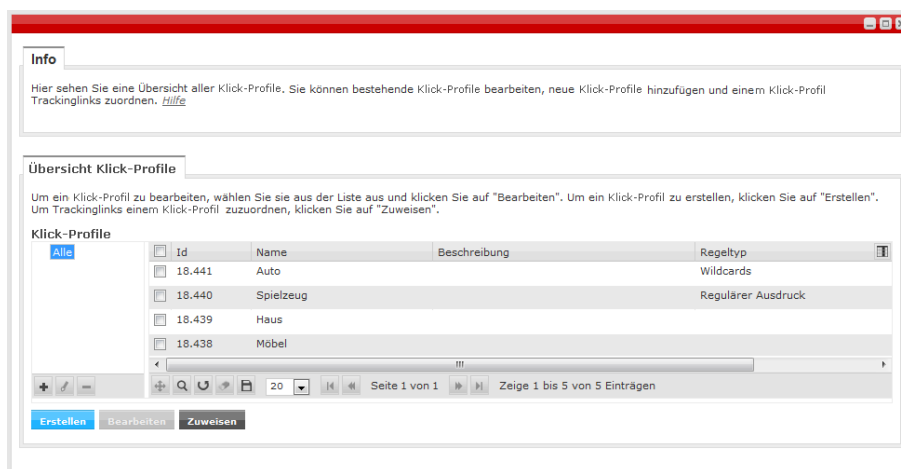 Info
Hier sehen Sie eine Übersicht aller Klick-Profile. Sie können bestehende Klick-Profile bearbeiten, neue Klick-Profile hinzufügen und einem Klick-Profil
Trackinglinks zuordnen. Hilfe
Übersicht Klick-Profile
Um ein Klick-Profil zu bearbeiten, wählen Sie sie aus der Liste aus und klicken Sie auf "Bearbeiten". Um ein Klick-Profil zu erstellen, klicken Sie auf "Erstellen".
Um Trackinglinks einem Klick-Profil zuzuordnen, klicken Sie auf "Zuweisen".
Klick-Profile
Alle
Id Name Beschreibung Regeltyp
18.441 Auto Wildcards
18.440 Spielzeug Regulärer Ausdruck
18.439 Haus
18.438 Möbel
20 Seite 1 von 1 Zeige 1 bis 5 von 5 Einträgen
Erstellen Bearbeiten Zuweisen